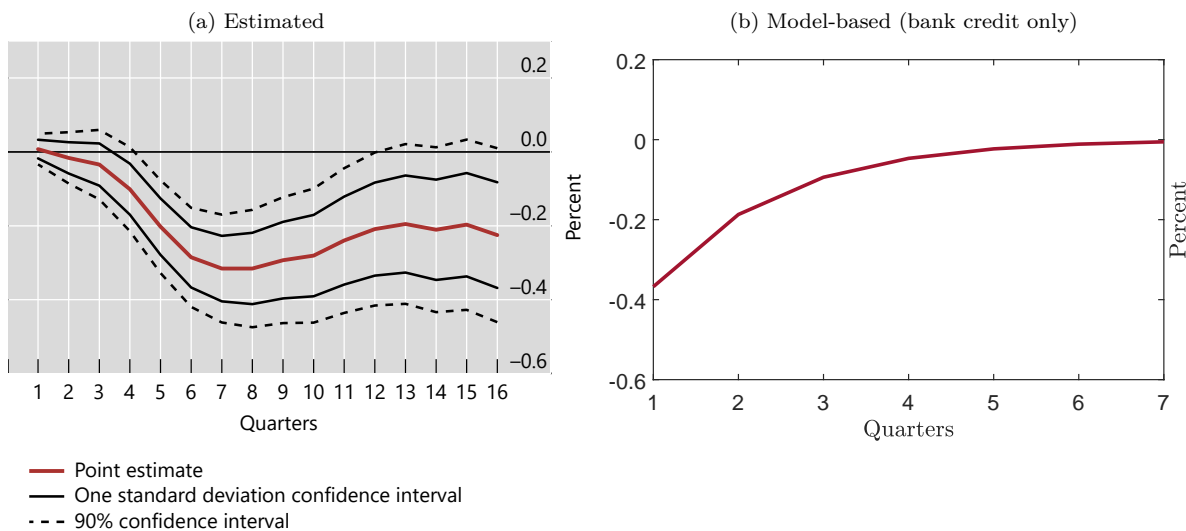 (a) Estimated
0.2
0.0
−0.2
−0.4
−0.6
Percent
1 2 3 4 5 6 7 8 9 10 11 12 13 14 15 16
Quarters
Point estimate
One standard deviation confidence interval
90% confidence interval
(b) Model-based (bank credit only)
0.2
0
-0.2
-0.4
-0.6
Percent
1 2 3 4 5 6 7
Quarters